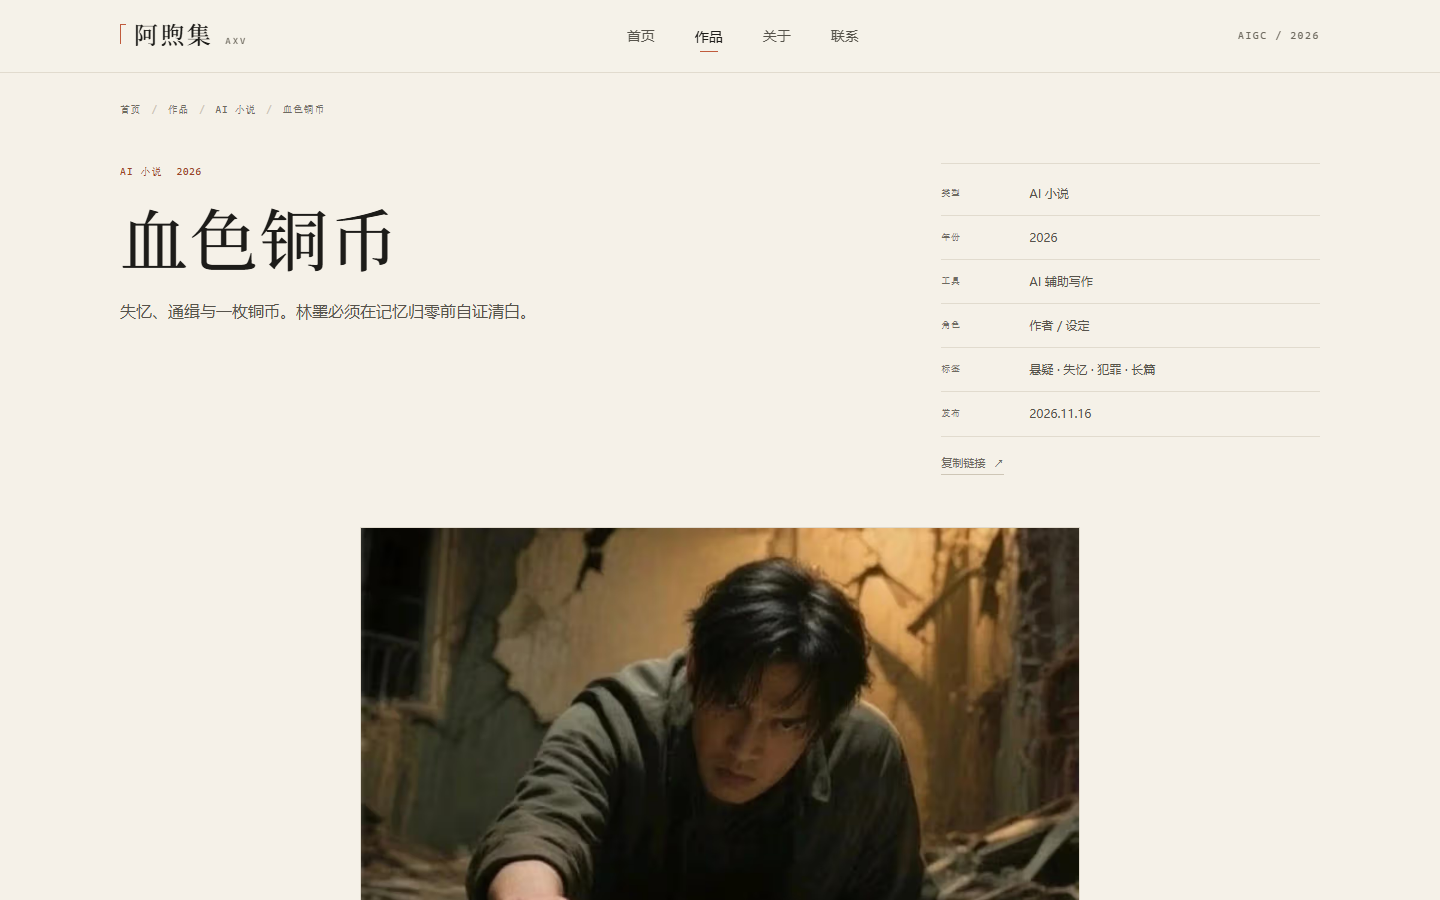 阿煦集 AXV
首页 作品 关于 联系
AIGC / 2026
首页 / 作品 / AI 小说 / 血色铜币
AI 小说 2026
血色铜币
失忆、通缉与一枚铜币。林墨必须在记忆归零前自证清白。
类型 AI 小说
年份 2026
工具 AI 辅助写作
角色 作者 / 设定
标签 悬疑 · 失忆 · 犯罪 · 长篇
发布 2026.11.16
复制链接 ↗